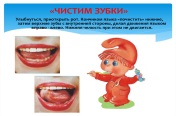 «ЧИСТИМ ЗУБКИ»
Улыбнуться, приоткрыть рот. Кончиком языка «почистить» нижние,
затем верхние зубы с внутренней стороны, делая движения языком
вправо - влево. Нижняя челюсть при этом не двигается.